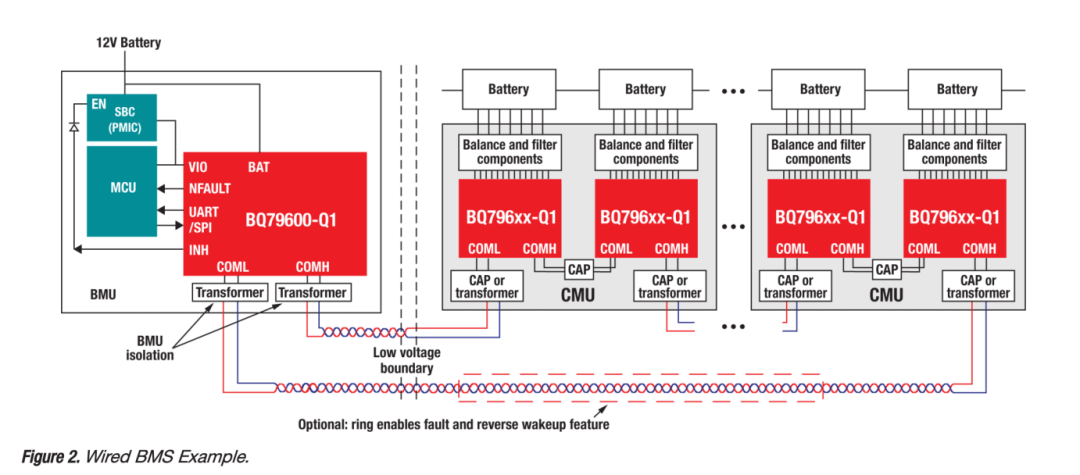 12V Battery
EN
SBC
(PMIC)
MCU
VIO
BAT
NFAULT
UART
/SPI
BQ79600-Q1
INH
COML
COMH
Transformer
Transformer
BMU
BMU
isolation
Low voltage
boundary
Battery
Battery
•••
Battery
Battery
Balance and filter
components
Balance and filter
components
Balance and filter
components
Balance and filter
components
BQ796xx-Q1
BQ796xx-Q1
•••
BQ796xx-Q1
BQ796xx-Q1
COML
COMH
COML
COMH
COML
COMH
COML
COMH
CAP
CAP
CAP or
transformer
CMU
CAP or
transformer
CAP or
transformer
CMU
CAP or
transformer
•••
Optional: ring enables fault and reverse wakeup feature
Figure 2. Wired BMS Example.